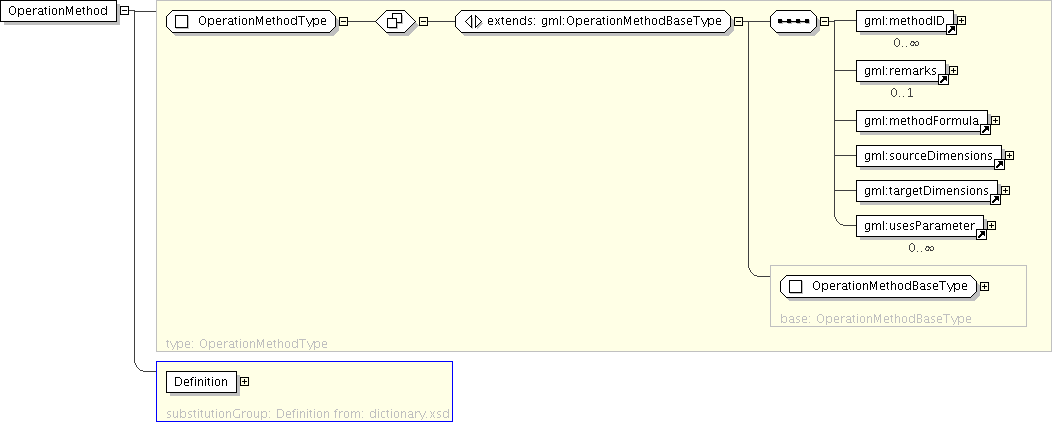 OperationMethod
OperationMethodType
extends: gml:OperationMethodBaseType
gml:methodID
0..∞
gml:remarks
0..1
gml:methodFormula
gml:sourceDimensions
gml:targetDimensions
gml:usesParameter
0..∞
OperationMethodBaseType
base: OperationMethodBaseType
type: OperationMethodType
Definition
substitutionGroup: Definition from: dictionary.xsd